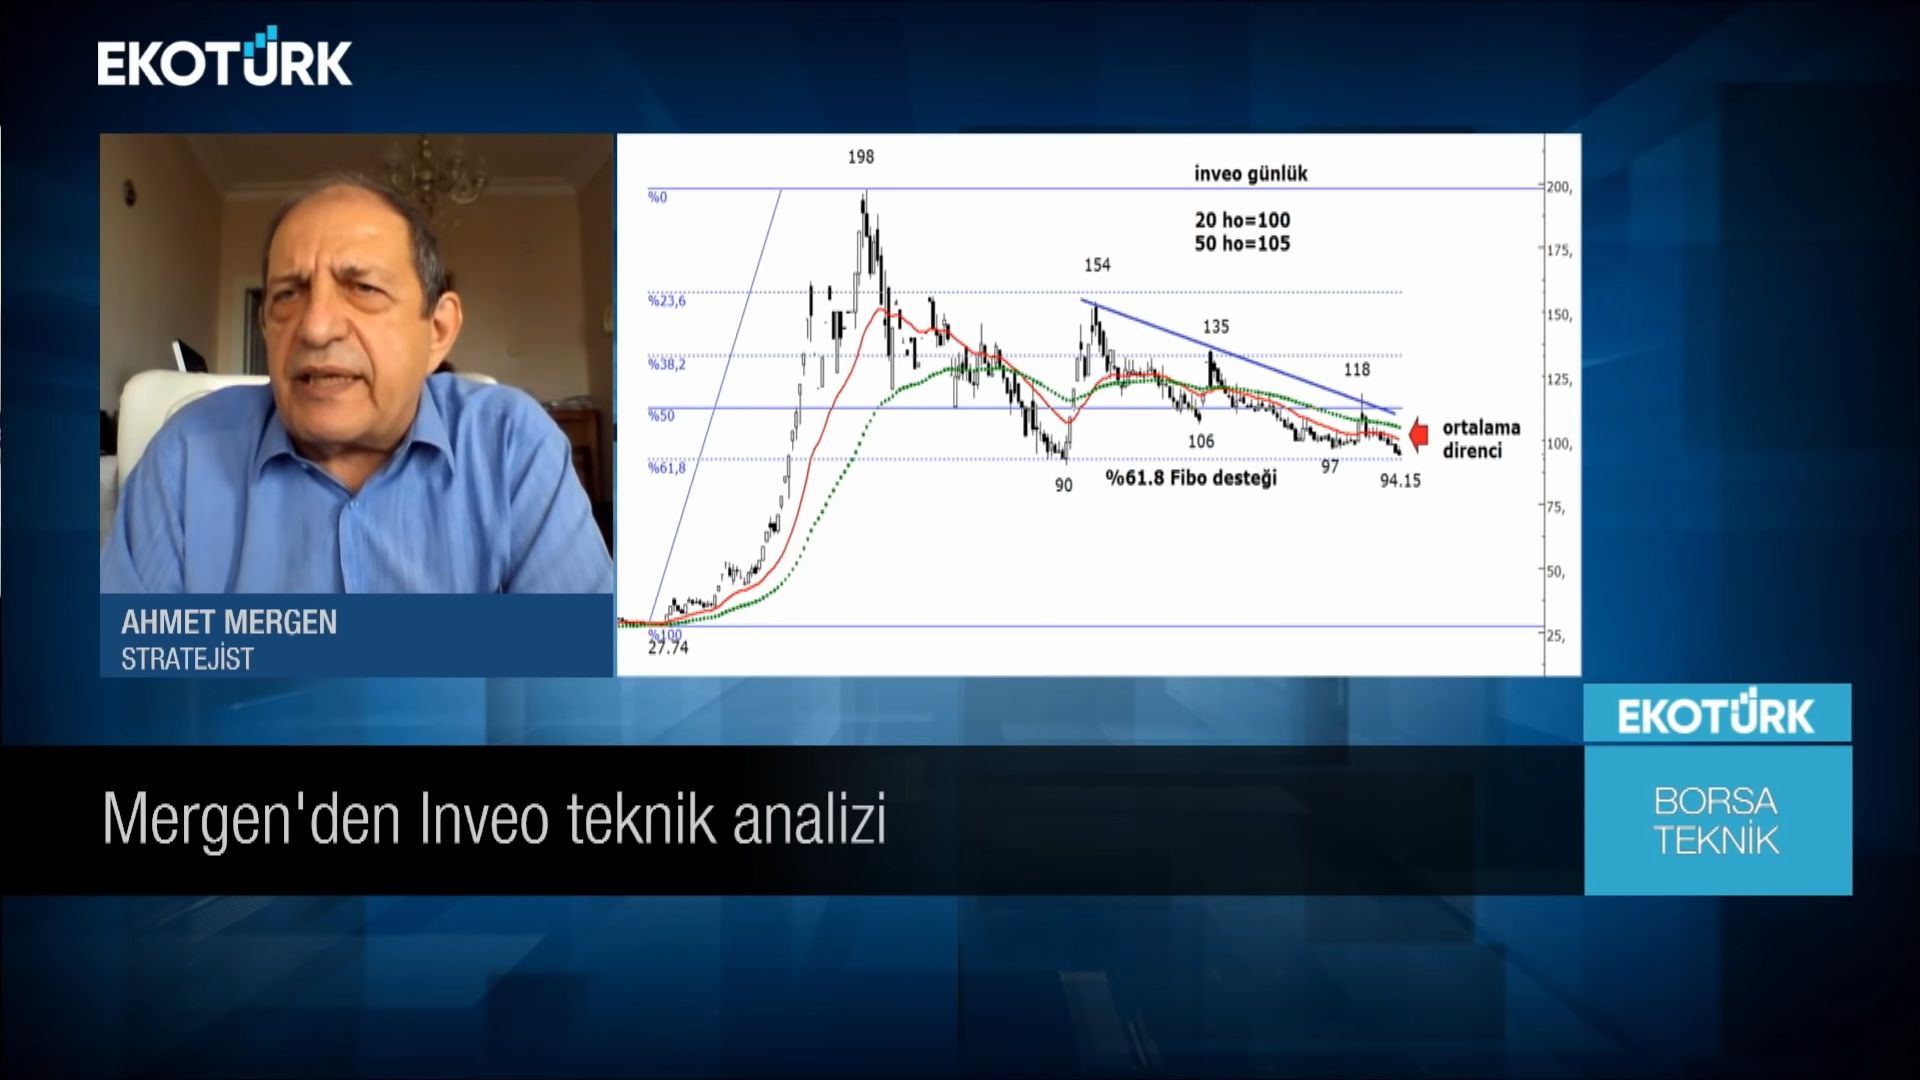 EKOTÜRK
198
inveo günlük
%0
200,
20 ho=100
50 ho=105
175,
154
%23,6
150,
135
%38,2
118
125,
%50
ortalama
direnci
100,
106
%61,8
97
%61.8 Fibo desteği
90
94.15
75,
50,
%100
25,
27.74
AHMET MERGEN
STRATEJİST
EKOTÜRK
Mergen'den Inveo teknik analizi
BORSA
TEKNİK